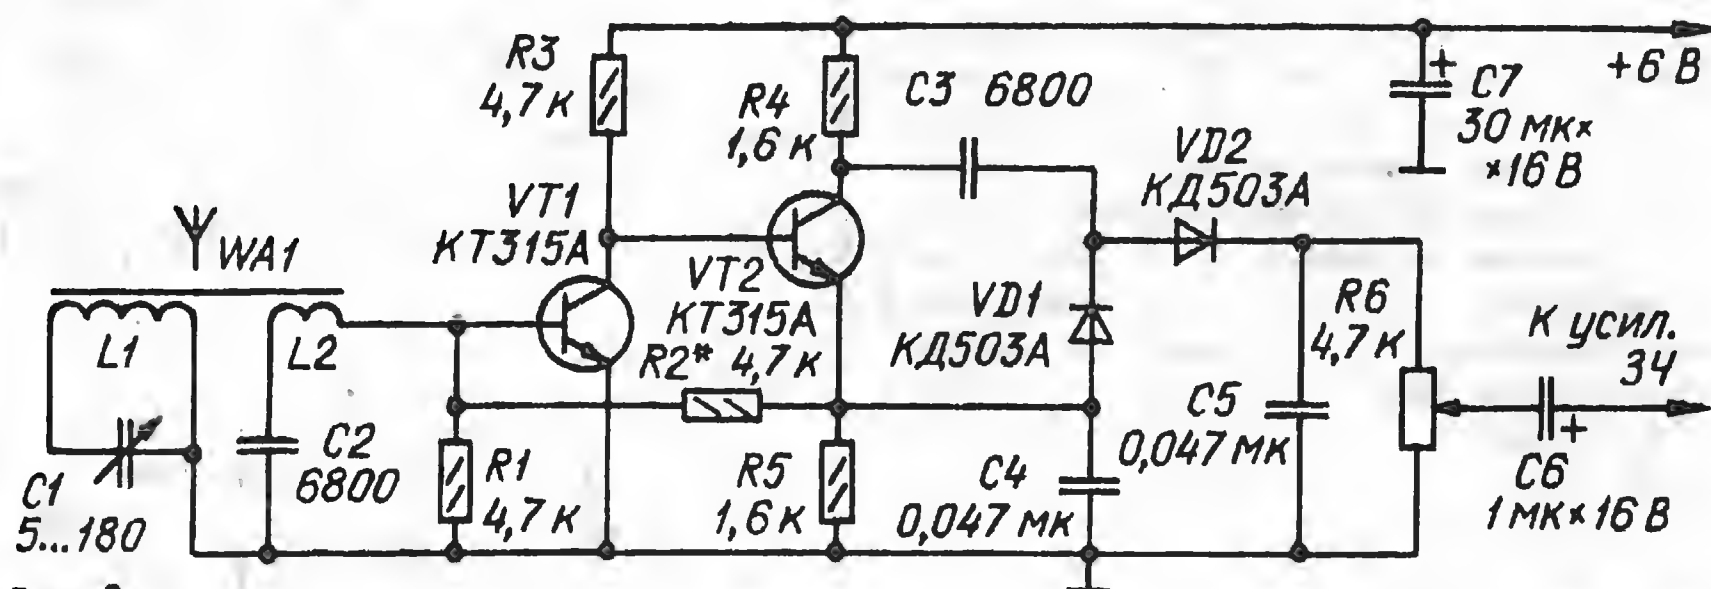 R3
4,7 к
R4
1,6 к
C3 6800
+6 В
+
C7
30 мк×
×16 В
VD2
КД503А
VT1
КТ315А
WA1
VT2
КТ315А
VD1
КД503А
R6
4,7 к
К усил.
ЗЧ
L1
L2
R2* 4,7 к
C1
5...180
C2
6800
R1
4,7 к
R5
1,6 к
C4
0,047 мк
C5
0,047 мк
+
C6
1 мк×16 В